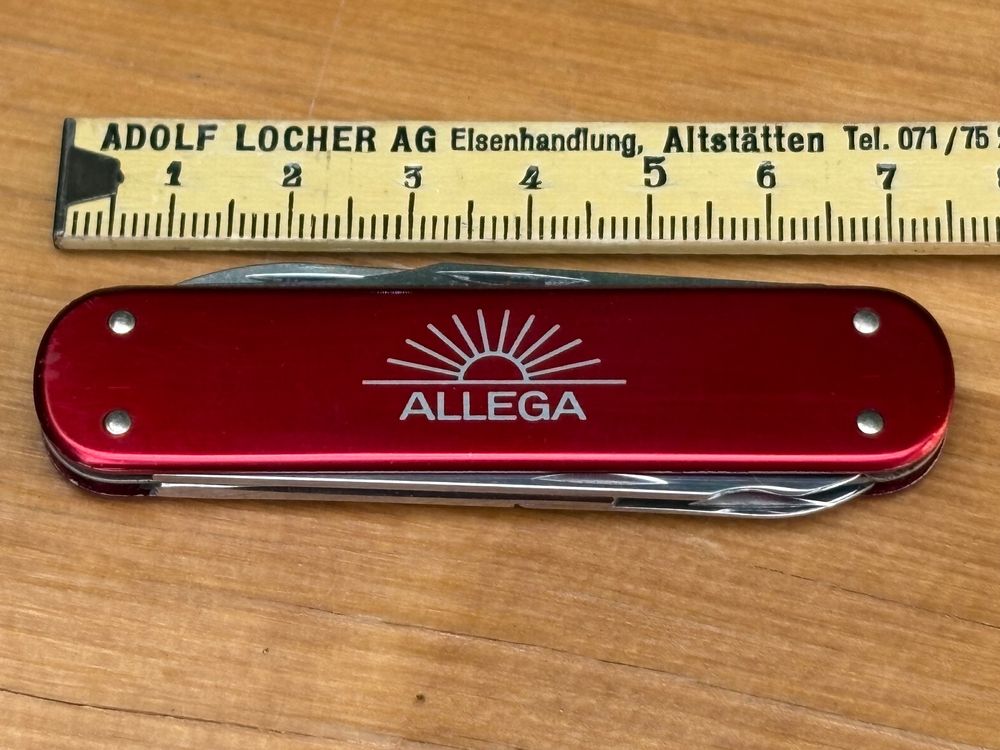 ADOLF LOCHER AG Eisenhandlung, Altstätten Tel. 071/75
1 2 3 4 5 6 7
ALLEGA